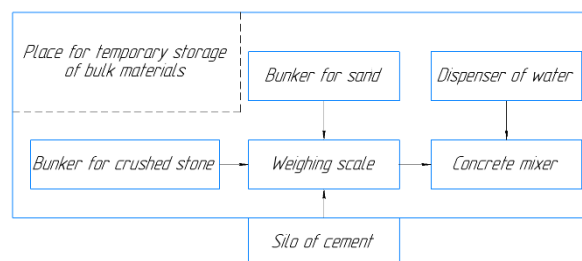 Place for temporary storage
of bulk materials
Bunker for sand
Dispenser of water
Bunker for crushed stone
Weighing scale
Concrete mixer
Silo of cement